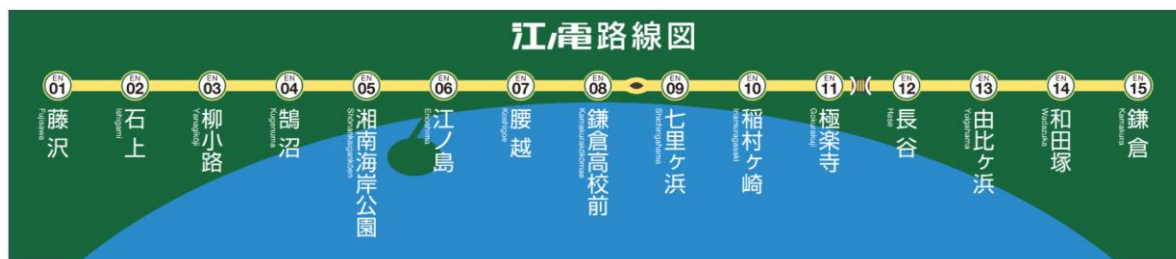 江ノ電路線図
EN 01
藤沢
Fujisawa
EN 02
石上
Ishigami
EN 03
柳小路
Yanagikōji
EN 04
鵠沼
Kugenuma
EN 05
湘南海岸公園
Shōnankaigankōen
EN 06
江ノ島
Enoshima
EN 07
腰越
Koshigoe
EN 08
鎌倉高校前
Kamakurakōkōmae
EN 09
七里ヶ浜
Shichirigahama
EN 10
稲村ヶ崎
Inamuragasaki
EN 11
極楽寺
Gokurakuji
EN 12
長谷
Hase
EN 13
由比ヶ浜
Yuigahama
EN 14
和田塚
Wadazuka
EN 15
鎌倉
Kamakura